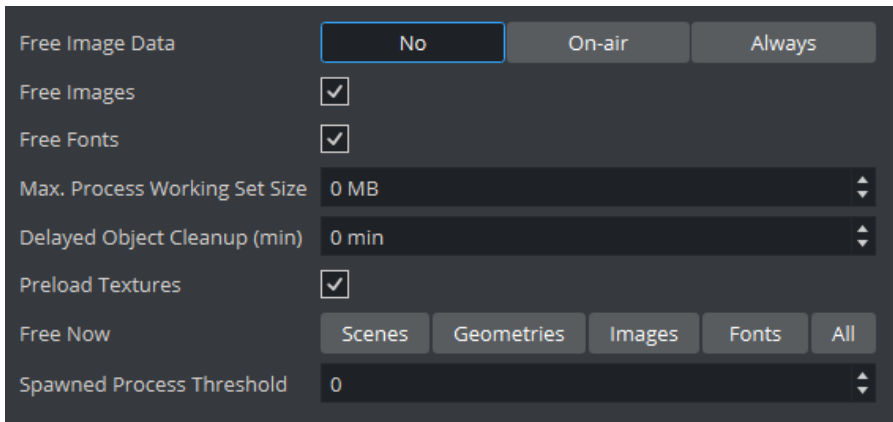 Free Image Data No On-air Always
Free Images
Free Fonts
Max. Process Working Set Size 0 MB
Delayed Object Cleanup (min) 0 min
Preload Textures
Free Now Scenes Geometries Images Fonts All
Spawned Process Threshold 0